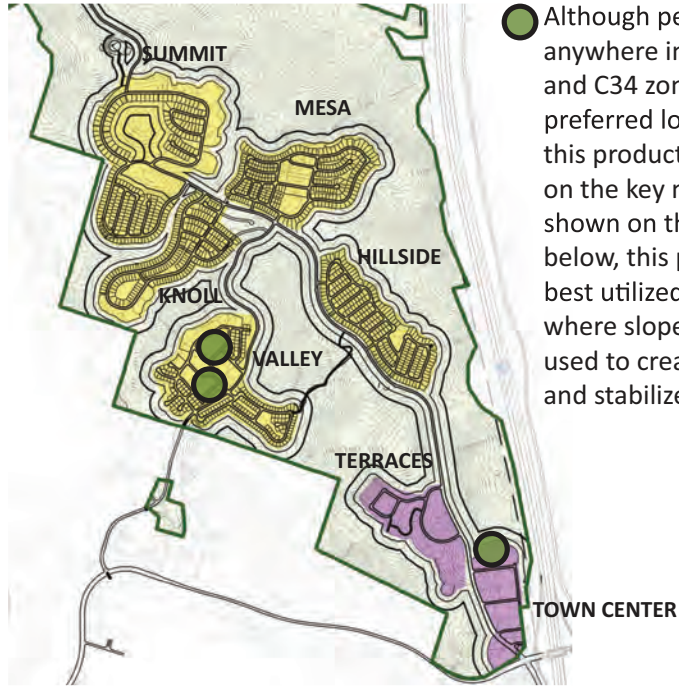 Although pe
anywhere in
and C34 zon
preferred lo
this product
on the key m
shown on th
below, this p
best utilized
where slope
used to crea
and stabilize
SUMMIT
MESA
HILLSIDE
KNOLL
VALLEY
TERRACES
TOWN CENTER